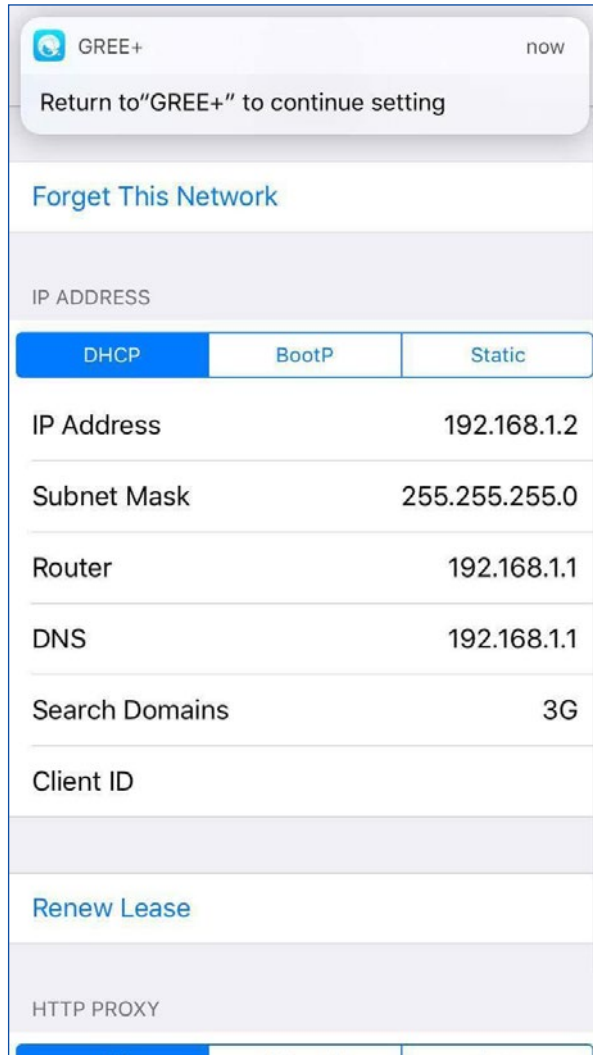 GREE+ now
Return to“GREE+” to continue setting
Forget This Network
IP ADDRESS
DHCP BootP Static
IP Address 192.168.1.2
Subnet Mask 255.255.255.0
Router 192.168.1.1
DNS 192.168.1.1
Search Domains 3G
Client ID
Renew Lease
HTTP PROXY